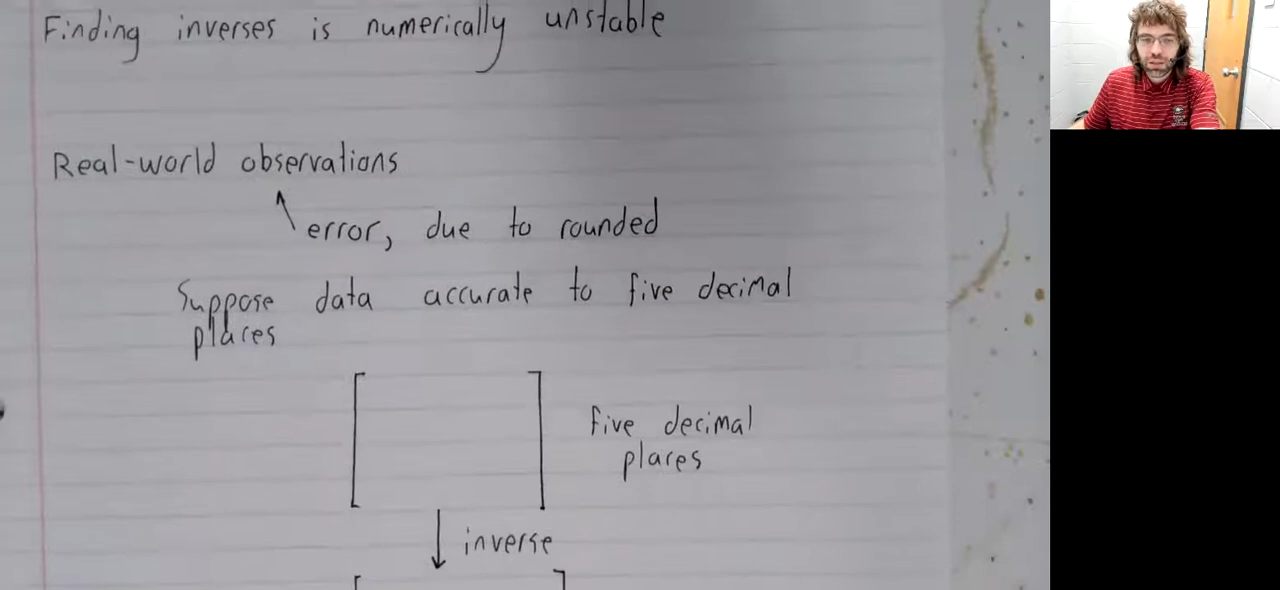 Finding inverses is numerically unstable
Real-world observations
error, due to rounded
Suppose data accurate to five decimal
places
five decimal
places
inverse